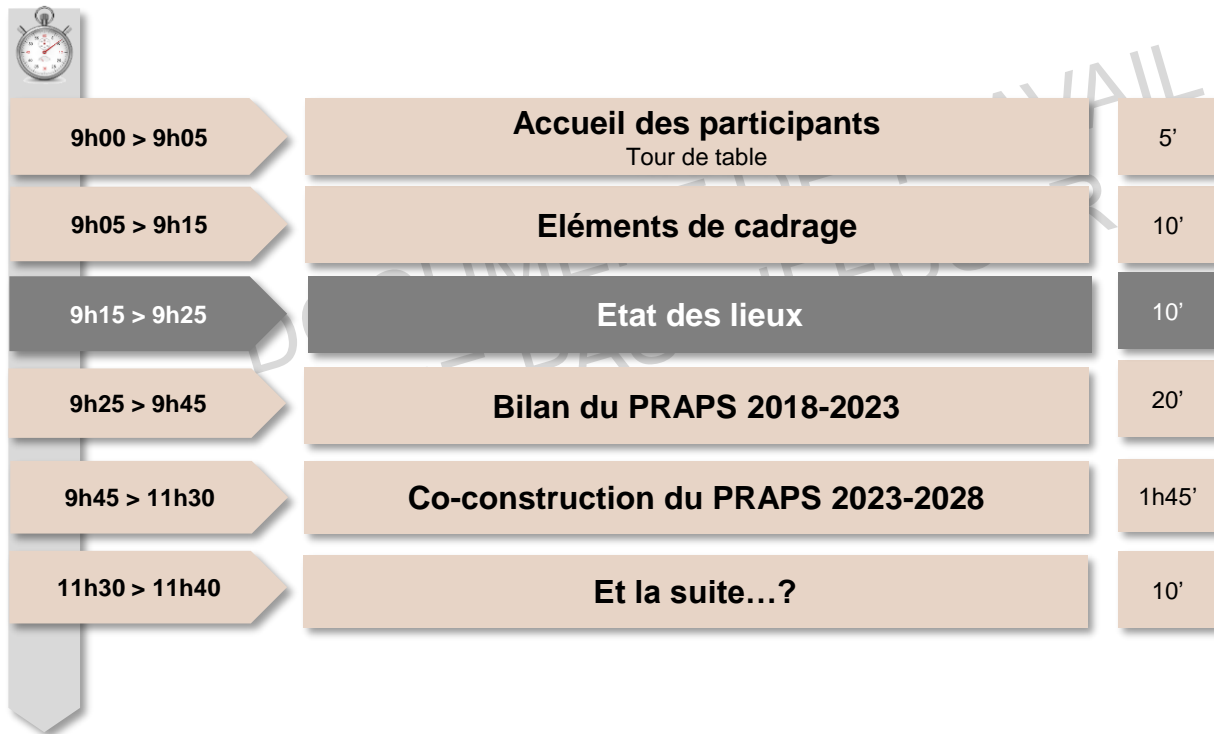 9h00 > 9h05
Accueil des participants
Tour de table
5’
9h05 > 9h15
Eléments de cadrage
10’
9h15 > 9h25
Etat des lieux
10’
9h25 > 9h45
Bilan du PRAPS 2018-2023
20’
9h45 > 11h30
Co-construction du PRAPS 2023-2028
1h45’
11h30 > 11h40
Et la suite…?
10’